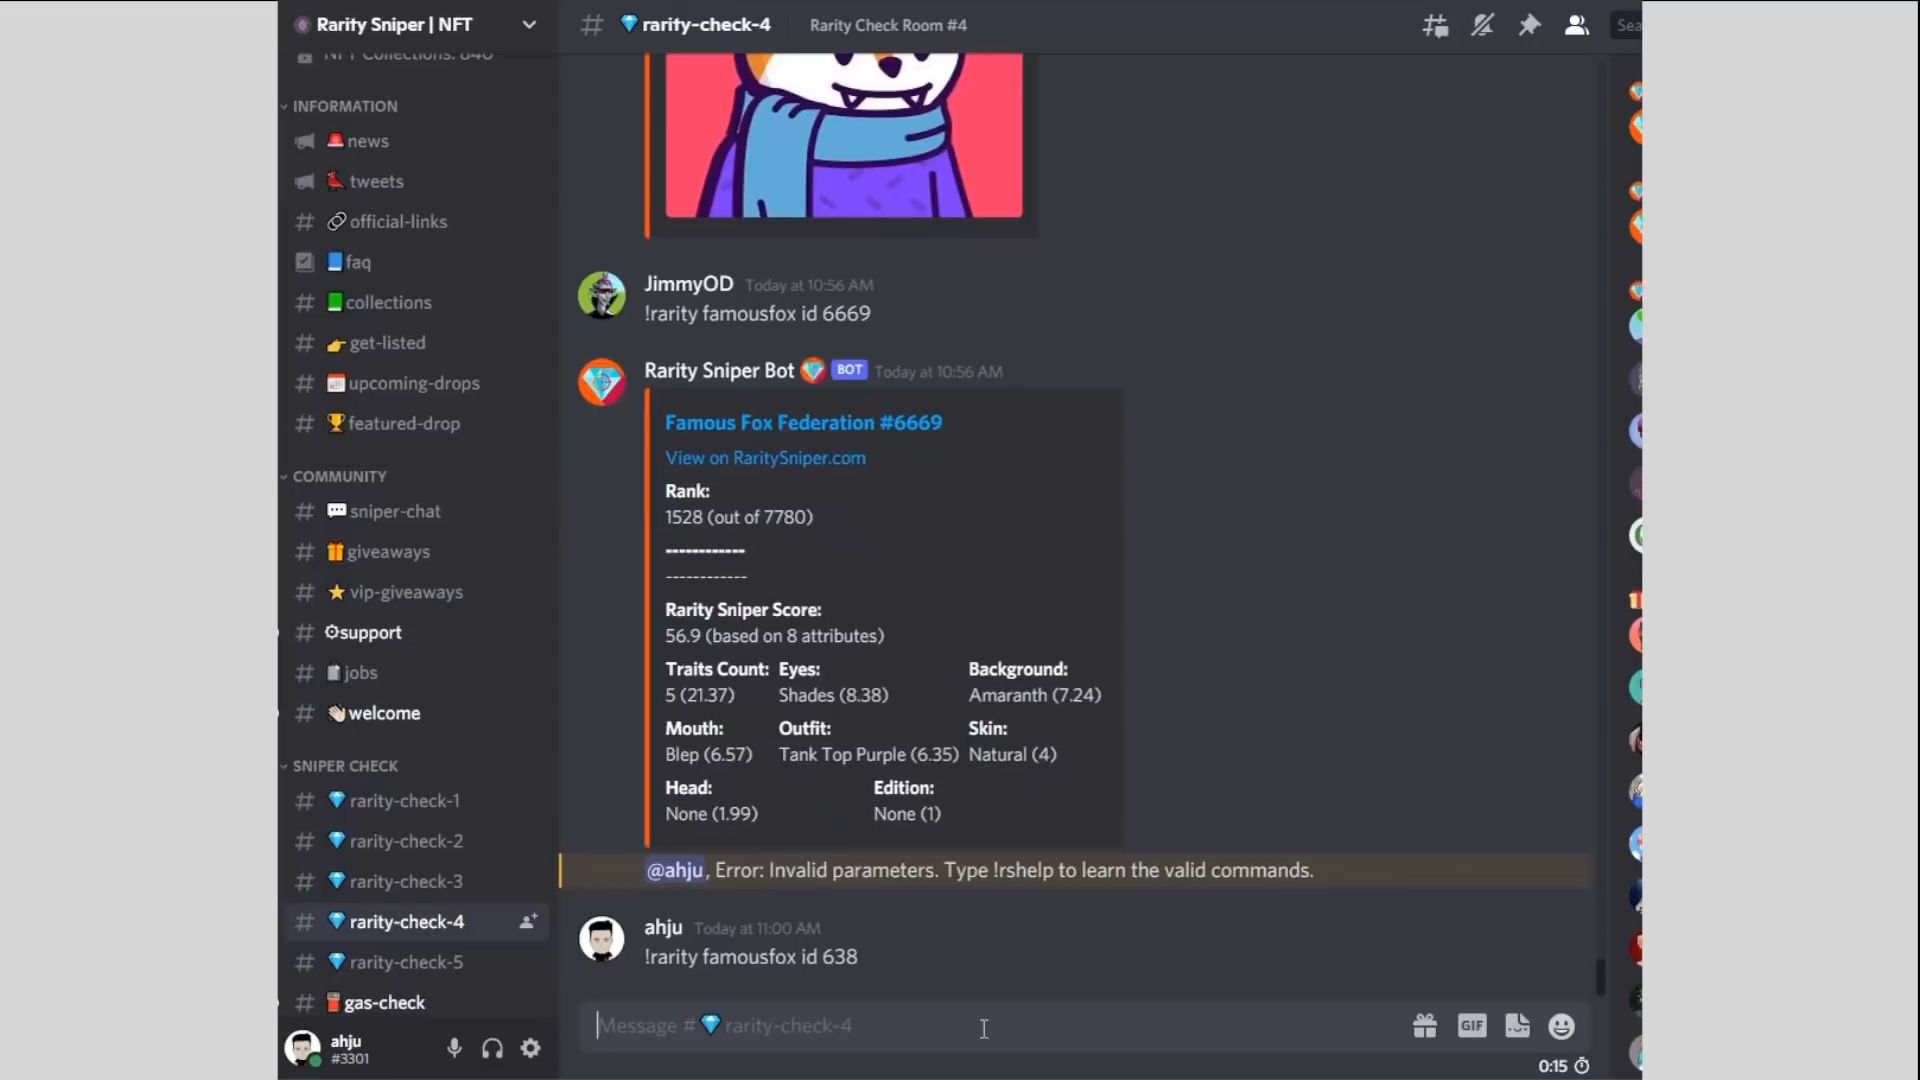 Rarity Sniper | NFT
NFT Collections: 840
INFORMATION
news
tweets
official-links
faq
collections
get-listed
upcoming-drops
featured-drop
COMMUNITY
sniper-chat
giveaways
vip-giveaways
support
jobs
welcome
SNIPER CHECK
rarity-check-1
rarity-check-2
rarity-check-3
rarity-check-4
rarity-check-5
gas-check
ahju
#3301
rarity-check-4 Rarity Check Room #4
Sea
JimmyOD Today at 10:56 AM
!rarity famousfox id 6669
Rarity Sniper Bot BOT Today at 10:56 AM
Famous Fox Federation #6669
View on RaritySniper.com
Rank:
1528 (out of 7780)
------------
------------
Rarity Sniper Score:
56.9 (based on 8 attributes)
Traits Count: Eyes: Background:
5 (21.37) Shades (8.38) Amaranth (7.24)
Mouth: Outfit: Skin:
Blep (6.57) Tank Top Purple (6.35) Natural (4)
Head: Edition:
None (1.99) None (1)
@ahju, Error: Invalid parameters. Type !rshelp to learn the valid commands.
ahju Today at 11:00 AM
!rarity famousfox id 638
Message # rarity-check-4
GIF
0:15